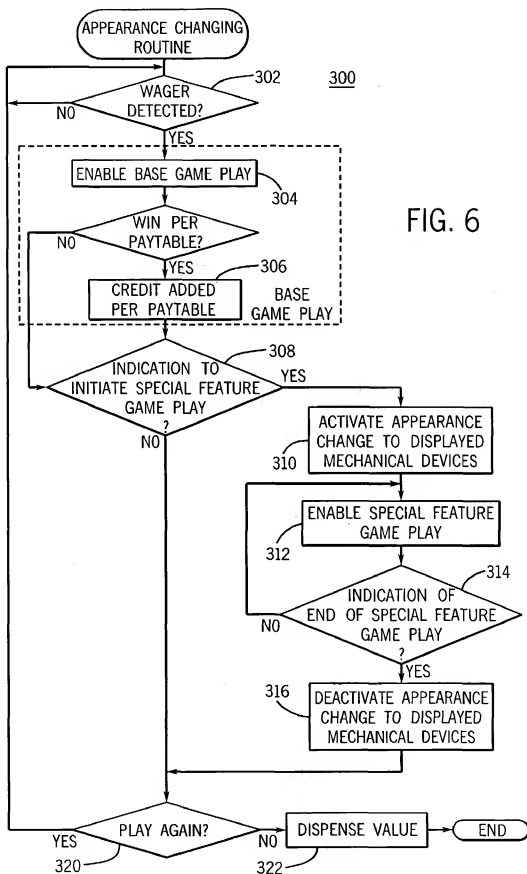 APPEARANCE CHANGING
ROUTINE
302
300
WAGER
DETECTED?
NO
YES
ENABLE BASE GAME PLAY
304
FIG. 6
WIN PER
PAYTABLE?
NO
YES
306
CREDIT ADDED
PER PAYTABLE
BASE
GAME PLAY
308
INDICATION TO
INITIATE SPECIAL FEATURE
GAME PLAY
?
YES
NO
ACTIVATE APPEARANCE
CHANGE TO DISPLAYED
MECHANICAL DEVICES
310
ENABLE SPECIAL FEATURE
GAME PLAY
312
314
INDICATION OF
END OF SPECIAL FEATURE
GAME PLAY
?
NO
YES
316
DEACTIVATE APPEARANCE
CHANGE TO DISPLAYED
MECHANICAL DEVICES
PLAY AGAIN?
YES
NO
320
DISPENSE VALUE
322
END